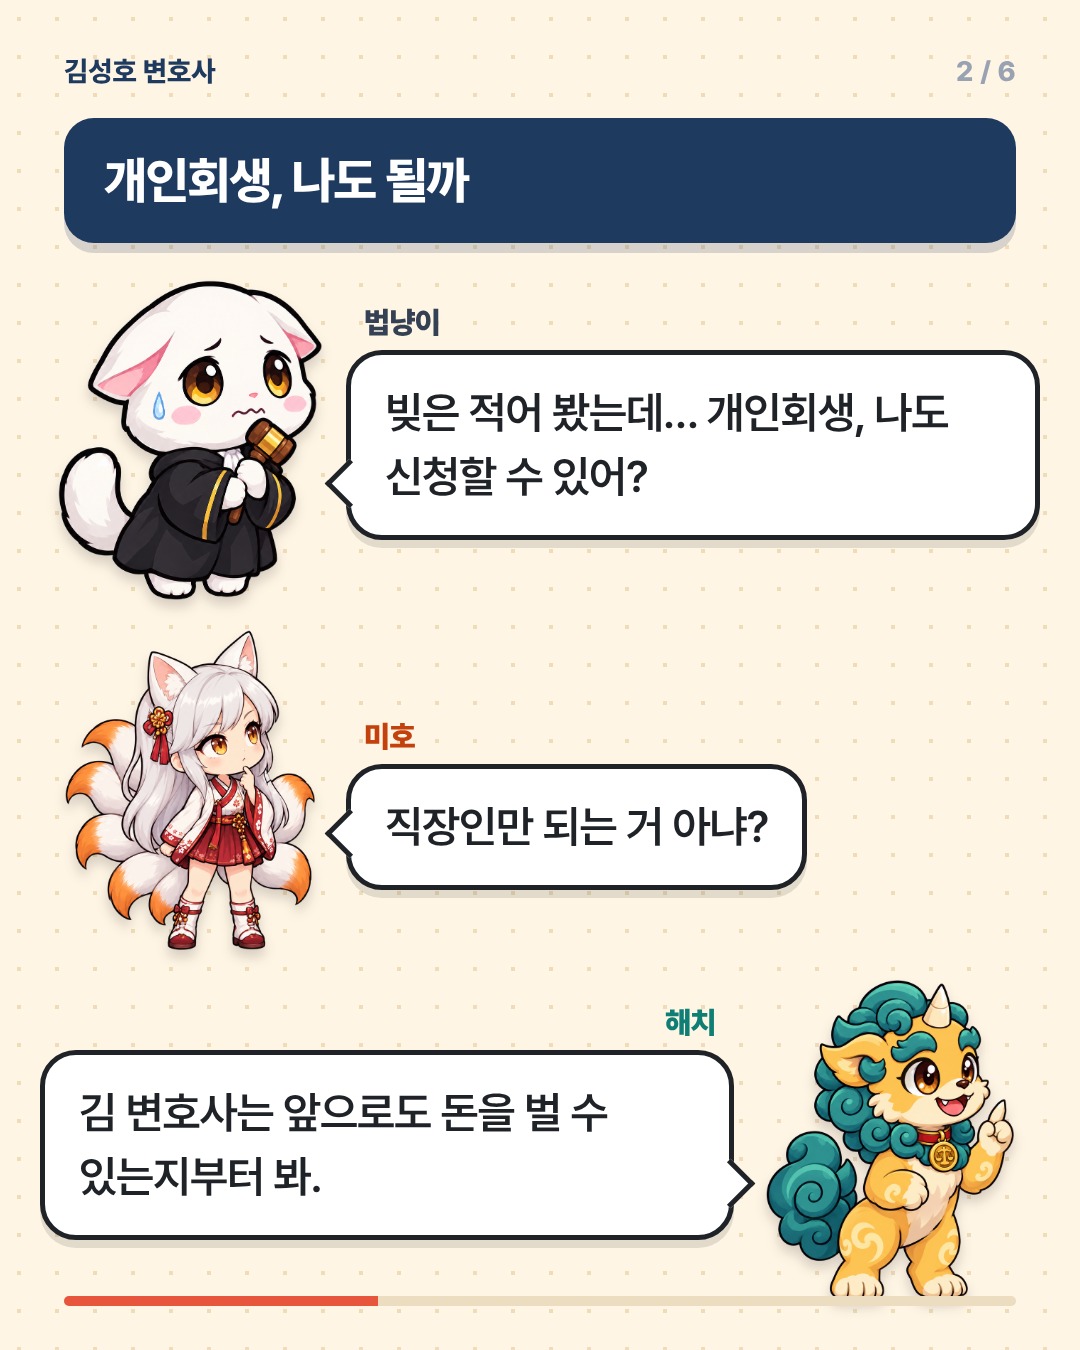 김성호 변호사
2 / 6
개인회생, 나도 될까
법냥이
빚은 적어 봤는데... 개인회생, 나도
신청할 수 있어?
미호
직장인만 되는 거 아냐?
해치
김 변호사는 앞으로도 돈을 벌 수
있는지부터 봐.